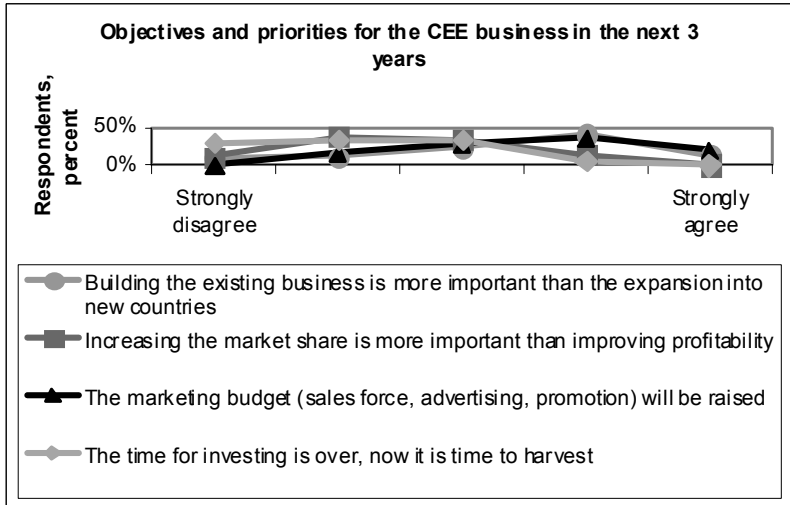 Objectives and priorities for the CEE business in the next 3
years
Respondents,
percent
50%
0%
Strongly
disagree
Strongly
agree
Building the existing business is more important than the expansion into
new countries
Increasing the market share is more important than improving profitability
The marketing budget (sales force, advertising, promotion) will be raised
The time for investing is over, now it is time to harvest